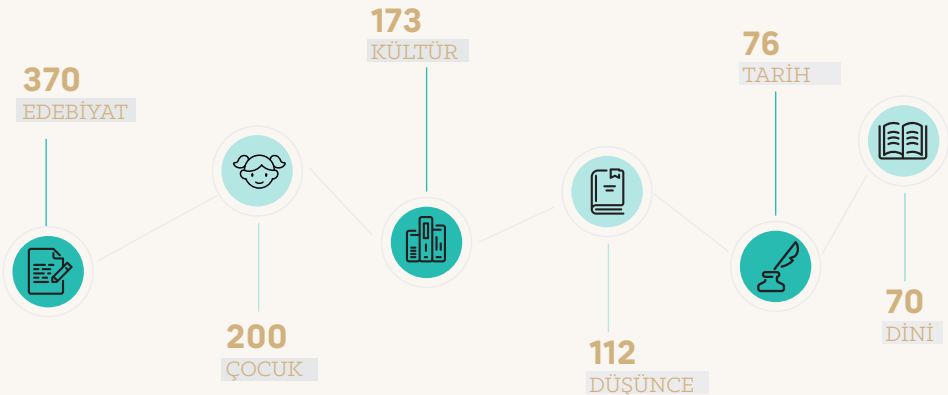 370
EDEBİYAT
200
ÇOCUK
173
KÜLTÜR
112
DÜŞÜNCE
76
TARİH
70
DİNİ